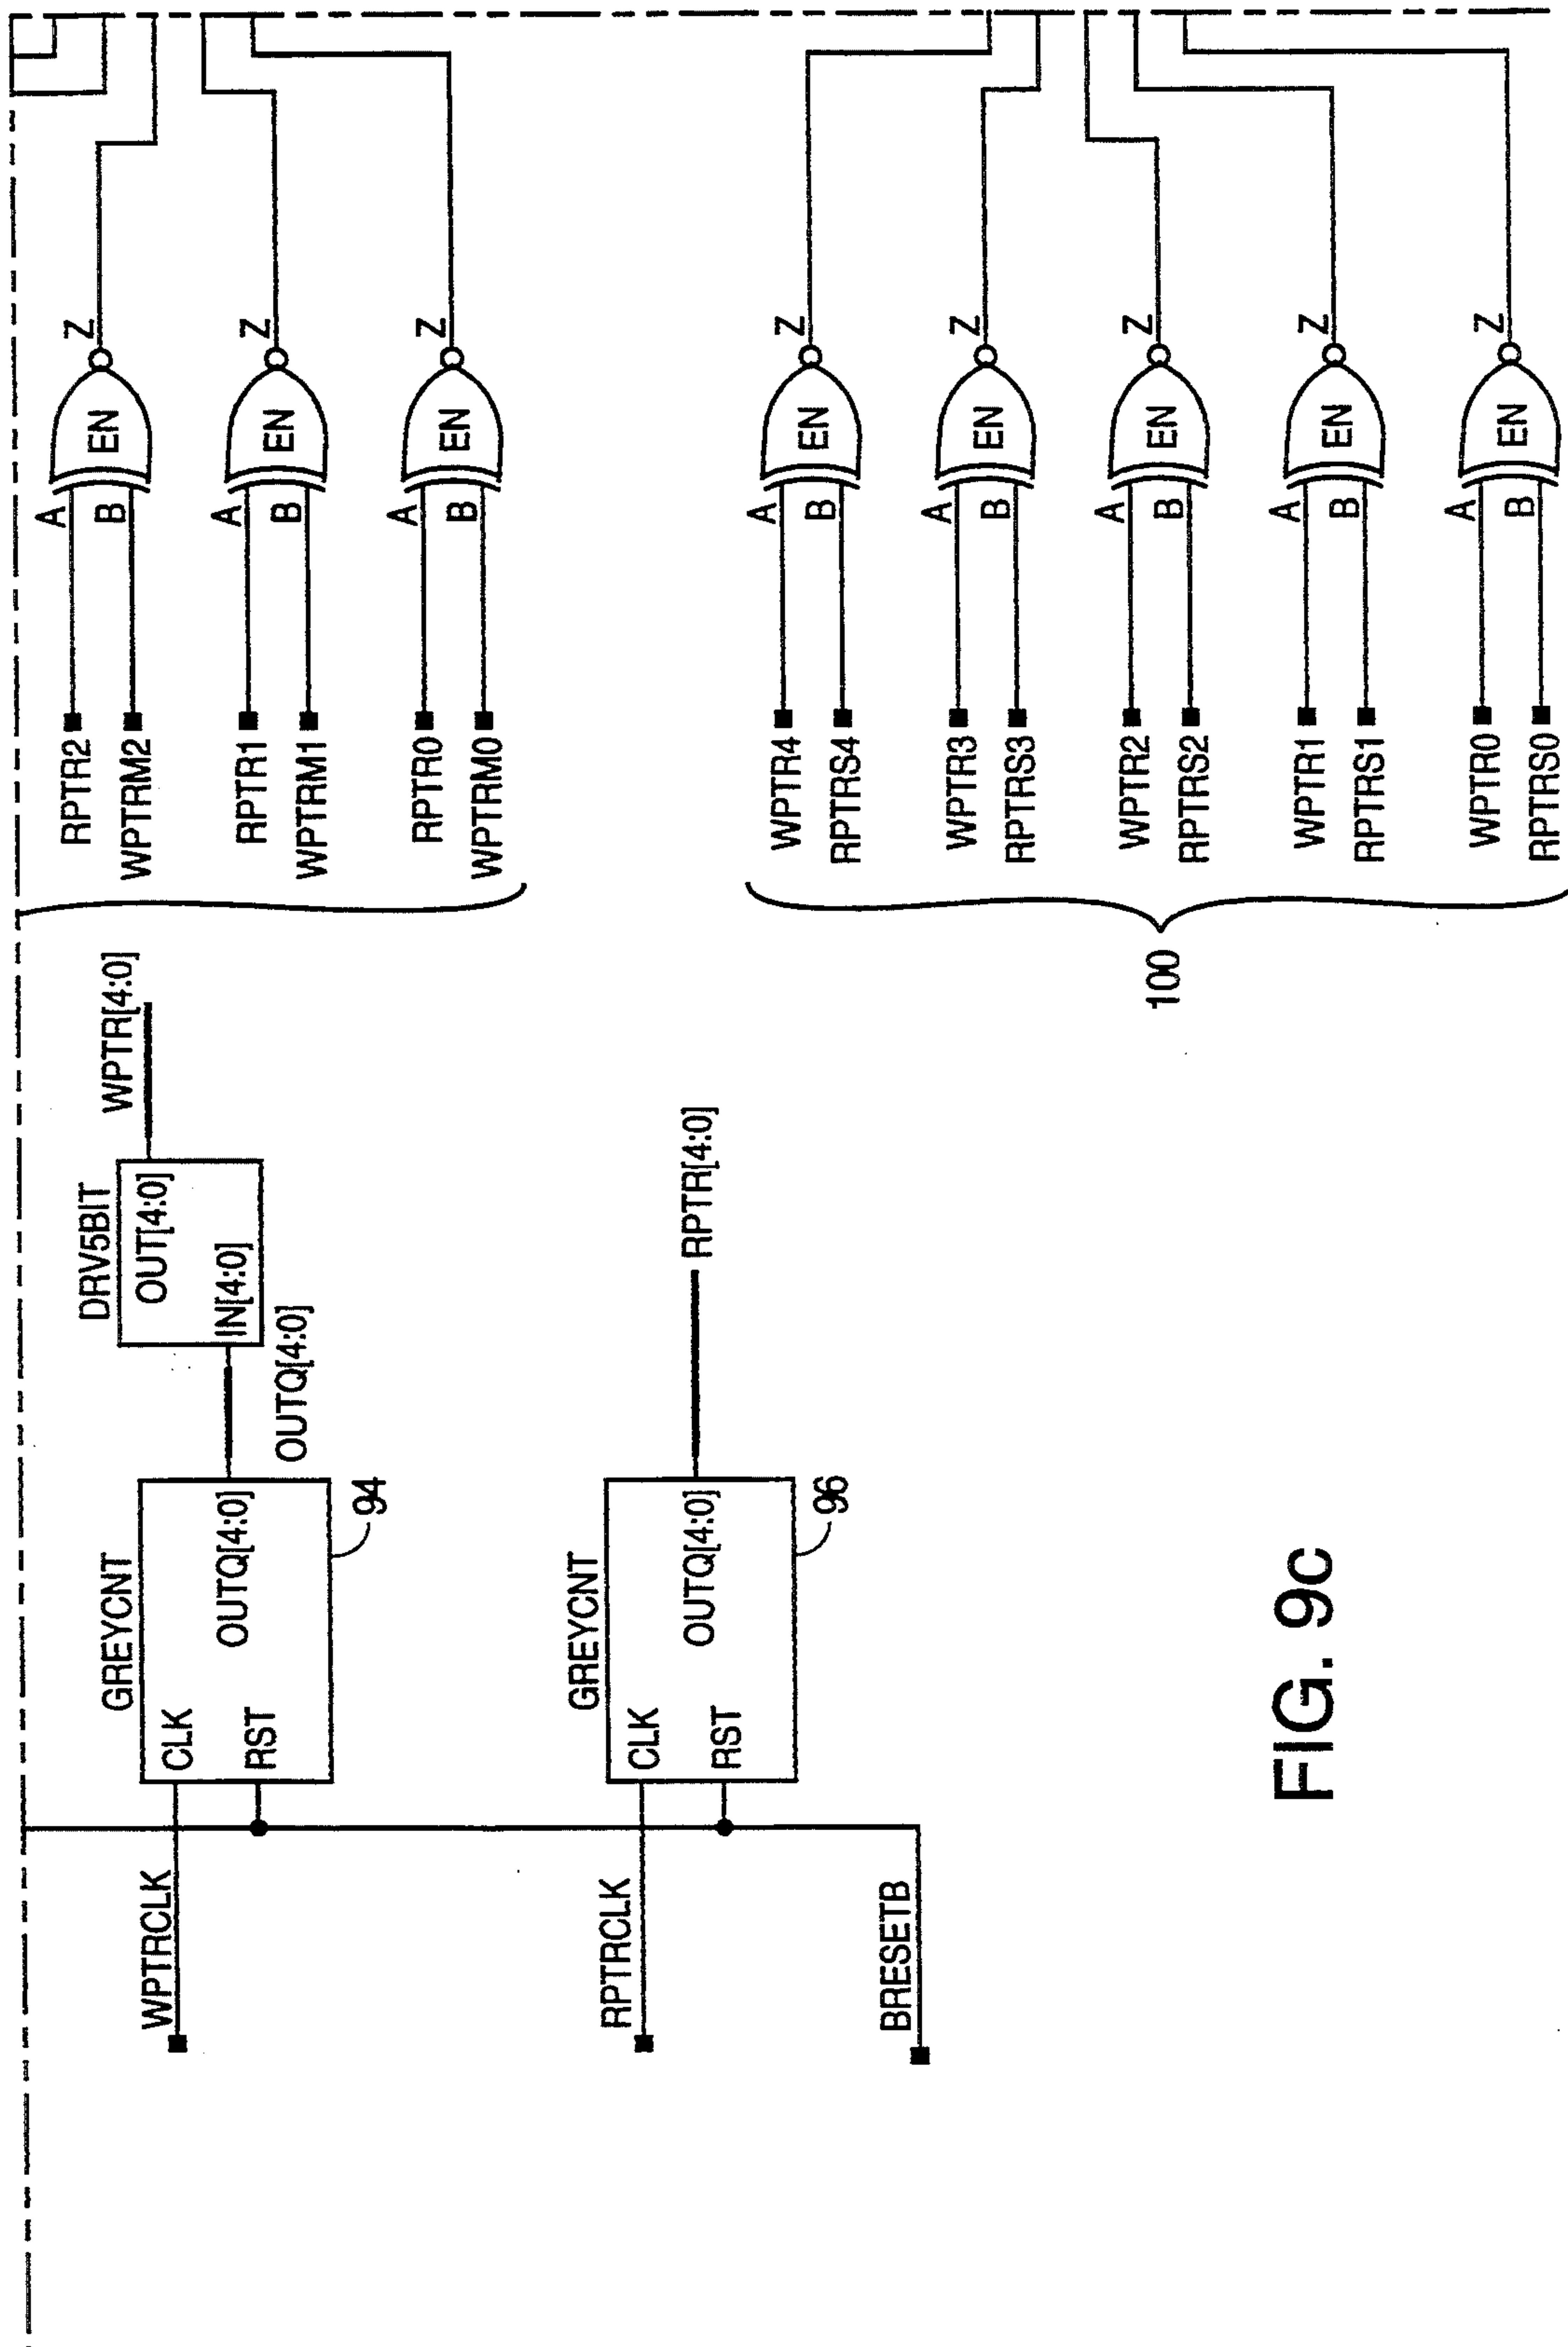 WPTRCLK
GREYCNT
CLK
RST
OUTQ[4:0]
94
OUTQ[4:0]
DRV5BIT
OUT[4:0]
IN[4:0]
WPTR[4:0]
RPTRCLK
GREYCNT
CLK
RST
OUTQ[4:0]
96
RPTR[4:0]
BRESETB
RPTR2
WPTRM2
A
B
EN
Z
RPTR1
WPTRM1
A
B
EN
Z
RPTR0
WPTRM0
A
B
EN
Z
100
WPTR4
RPTRS4
A
B
EN
Z
WPTR3
RPTRS3
A
B
EN
Z
WPTR2
RPTRS2
A
B
EN
Z
WPTR1
RPTRS1
A
B
EN
Z
WPTR0
RPTRS0
A
B
EN
Z
FIG. 9c